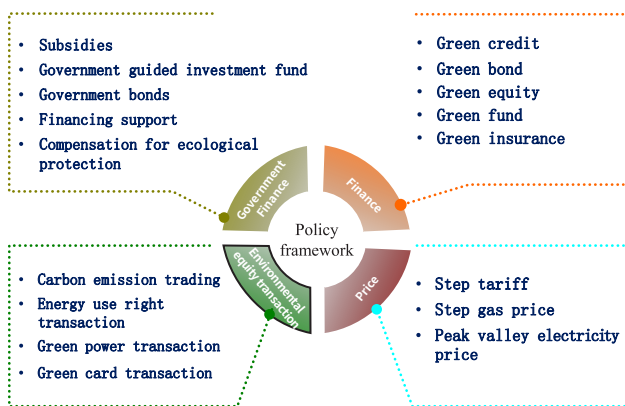 • Subsidies
• Government guided investment fund
• Government bonds
• Financing support
• Compensation for ecological
protection
• Green credit
• Green bond
• Green equity
• Green fund
• Green insurance
Government
Finance
Finance
Policy
framework
Environmental
equity transaction
Price
• Carbon emission trading
• Energy use right
transaction
• Green power transaction
• Green card transaction
• Step tariff
• Step gas price
• Peak valley electricity
price